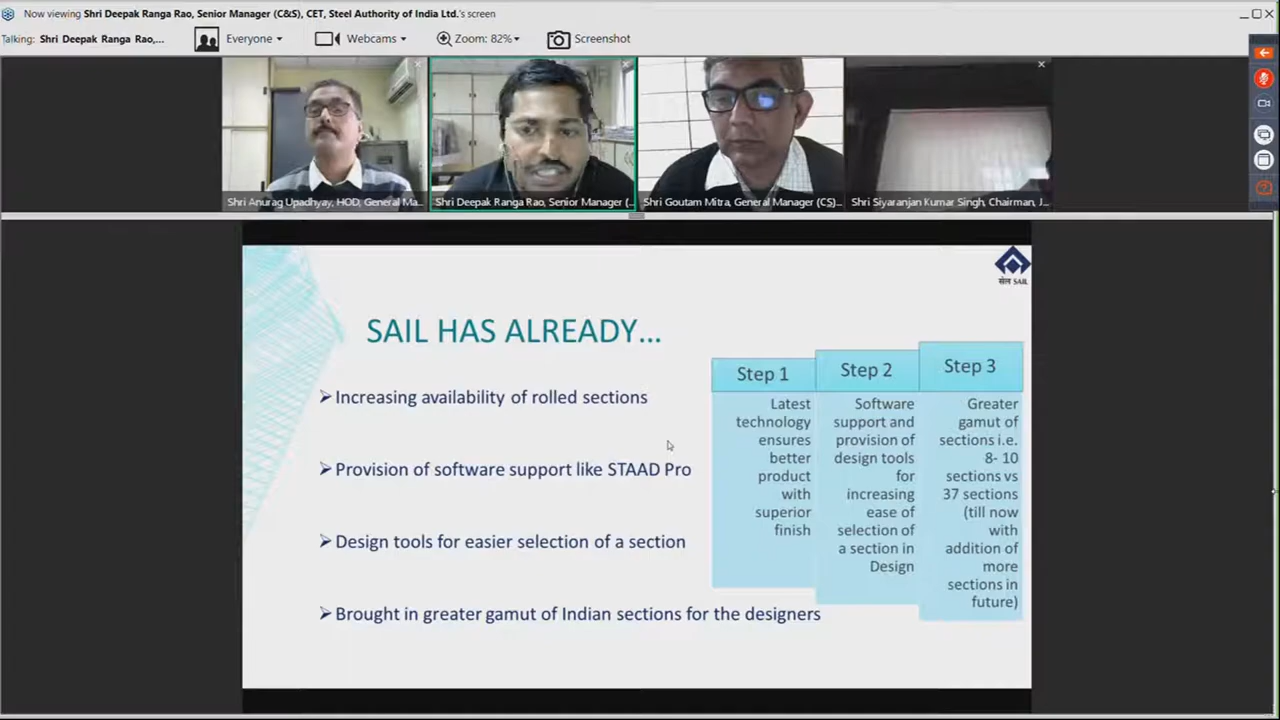 Now viewing Shri Deepak Ranga Rao, Senior Manager (C&S), CET, Steel Authority of India Ltd.'s screen
Talking: Shri Deepak Ranga Rao,...
Everyone
Webcams
Zoom: 82%
Screenshot
Shri Anurag Upadhyay, HOD, General Ma...
Shri Deepak Ranga Rao, Senior Manager (...
Shri Goutam Mitra, General Manager (CS)...
Shri Siyaranjan Kumar Singh, Chairman, J...
सेल SAIL
SAIL HAS ALREADY...
➢ Increasing availability of rolled sections
➢ Provision of software support like STAAD Pro
➢ Design tools for easier selection of a section
➢ Brought in greater gamut of Indian sections for the designers
Step 1
Latest
technology
ensures
better
product
with
superior
finish
Step 2
Software
support and
provision of
design tools
for
increasing
ease of
selection of
a section in
Design
Step 3
Greater
gamut of
sections i.e.
8- 10
sections vs
37 sections
(till now
with
addition of
more
sections in
future)